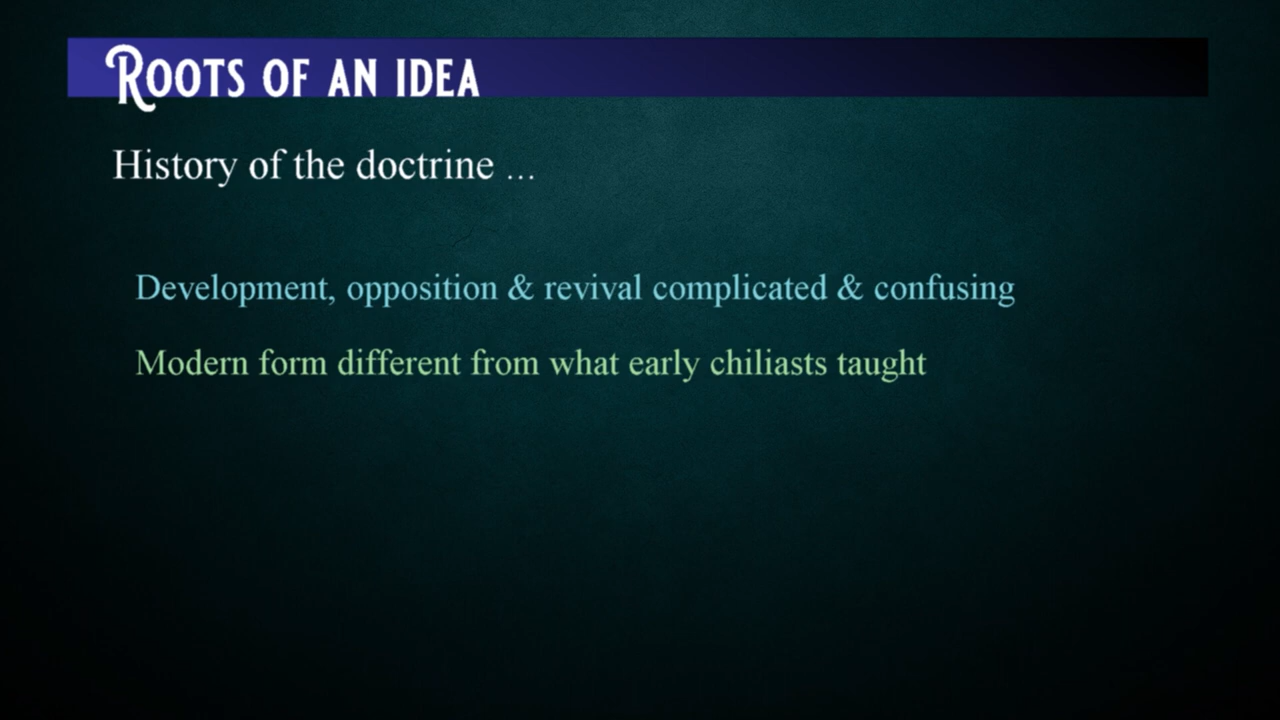 Roots of an idea
History of the doctrine ...
Development, opposition & revival complicated & confusing
Modern form different from what early chiliasts taught